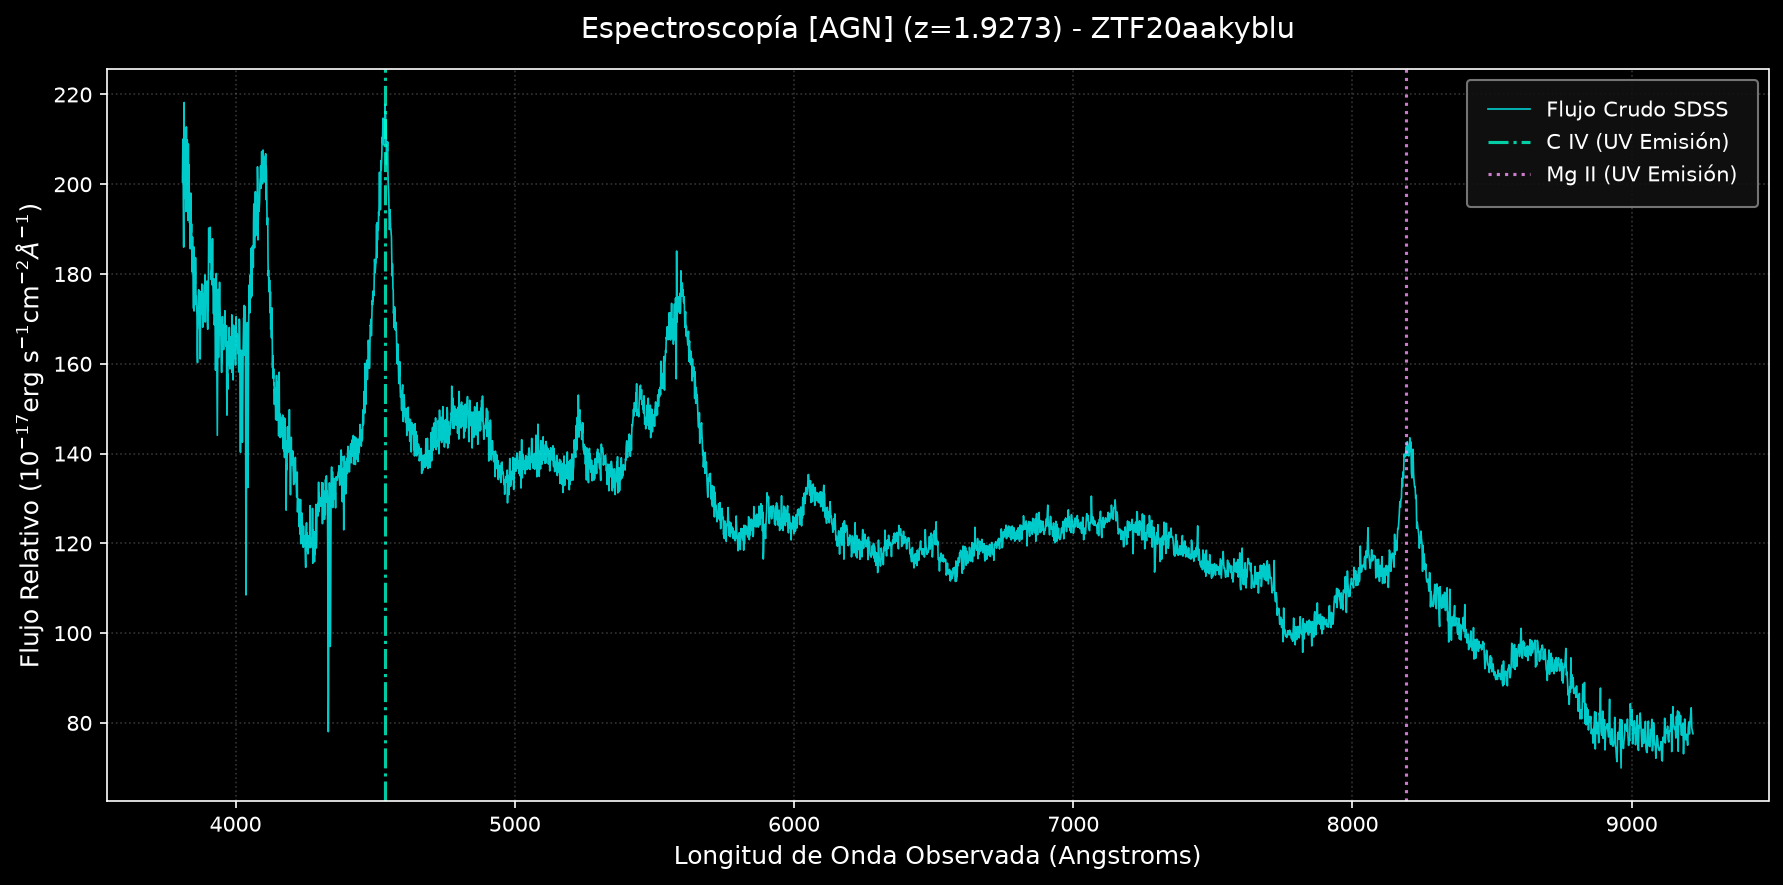 Espectroscopía [AGN] (z=1.9273) - ZTF20aakyblu
Flujo Crudo SDSS
C IV (UV Emisión)
Mg II (UV Emisión)
Flujo Relativo (10⁻¹⁷erg s⁻¹cm⁻²Å⁻¹)
220
200
180
160
140
120
100
80
4000 5000 6000 7000 8000 9000
Longitud de Onda Observada (Angstroms)